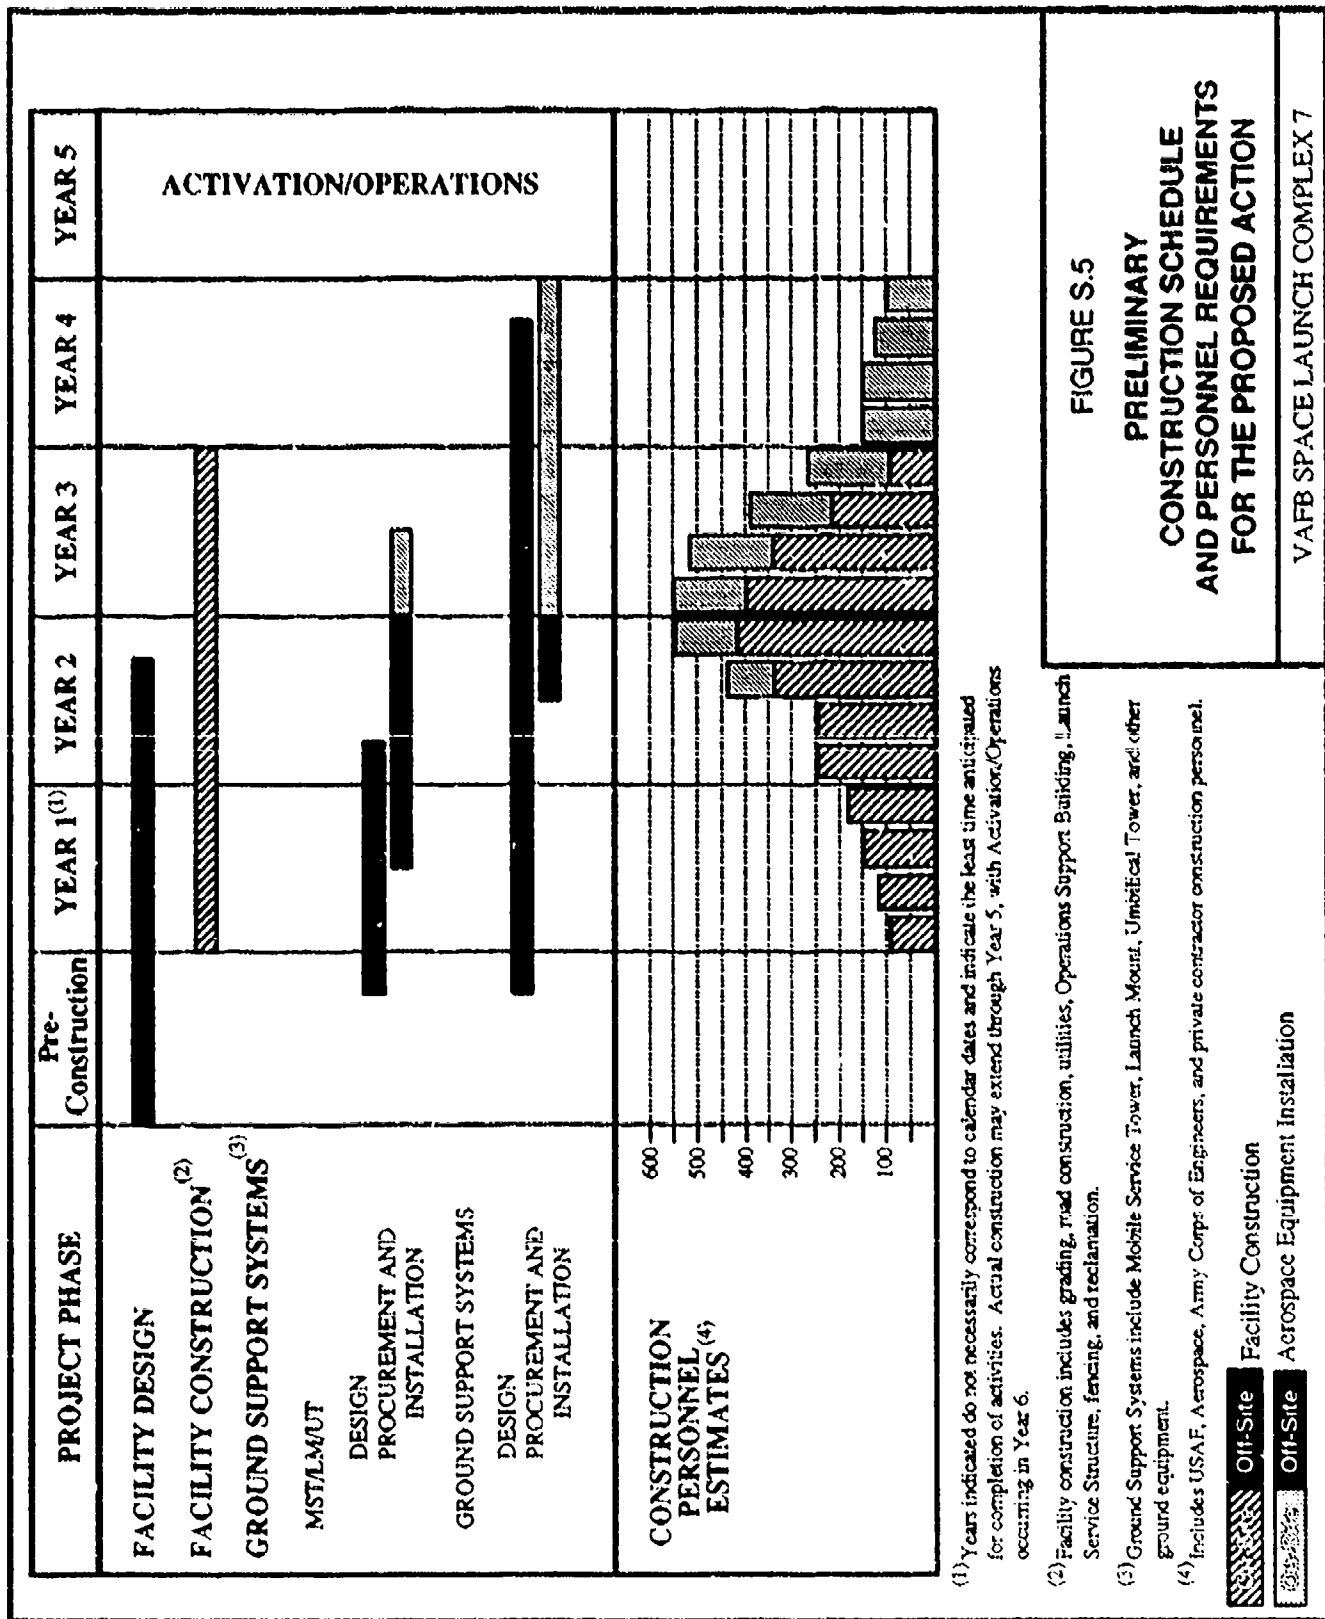 PROJECT PHASE
Pre-
Construction
YEAR 1(1)
YEAR 2
YEAR 3
YEAR 4
YEAR 5
FACILITY DESIGN
FACILITY CONSTRUCTION(2)
GROUND SUPPORT SYSTEMS(3)
MST/LM/UT
DESIGN
PROCUREMENT AND
INSTALLATION
GROUND SUPPORT SYSTEMS
DESIGN
PROCUREMENT AND
INSTALLATION
ACTIVATION/OPERATIONS
CONSTRUCTION
PERSONNEL
ESTIMATES(4)
600
500
400
300
200
100
(1) Years indicated do not necessarily correspond to calendar dates and indicate the least time anticipated
for completion of activities. Actual construction may extend through Year 5, with Activation/Operations
occurring in Year 6.
(2) Facility construction includes grading, road construction, utilities, Operations Support Building, Launch
Service Structure, fencing, and reclamation.
(3) Ground Support Systems include Mobile Service Tower, Launch Mount, Umbilical Tower, and other
ground equipment.
(4) Includes USAF, Aerospace, Army Corps of Engineers, and private contractor construction personnel.
On-Site Off-Site Facility Construction
On-Site Off-Site Aerospace Equipment Installation
FIGURE S.5
PRELIMINARY
CONSTRUCTION SCHEDULE
AND PERSONNEL REQUIREMENTS
FOR THE PROPOSED ACTION
VAFB SPACE LAUNCH COMPLEX 7